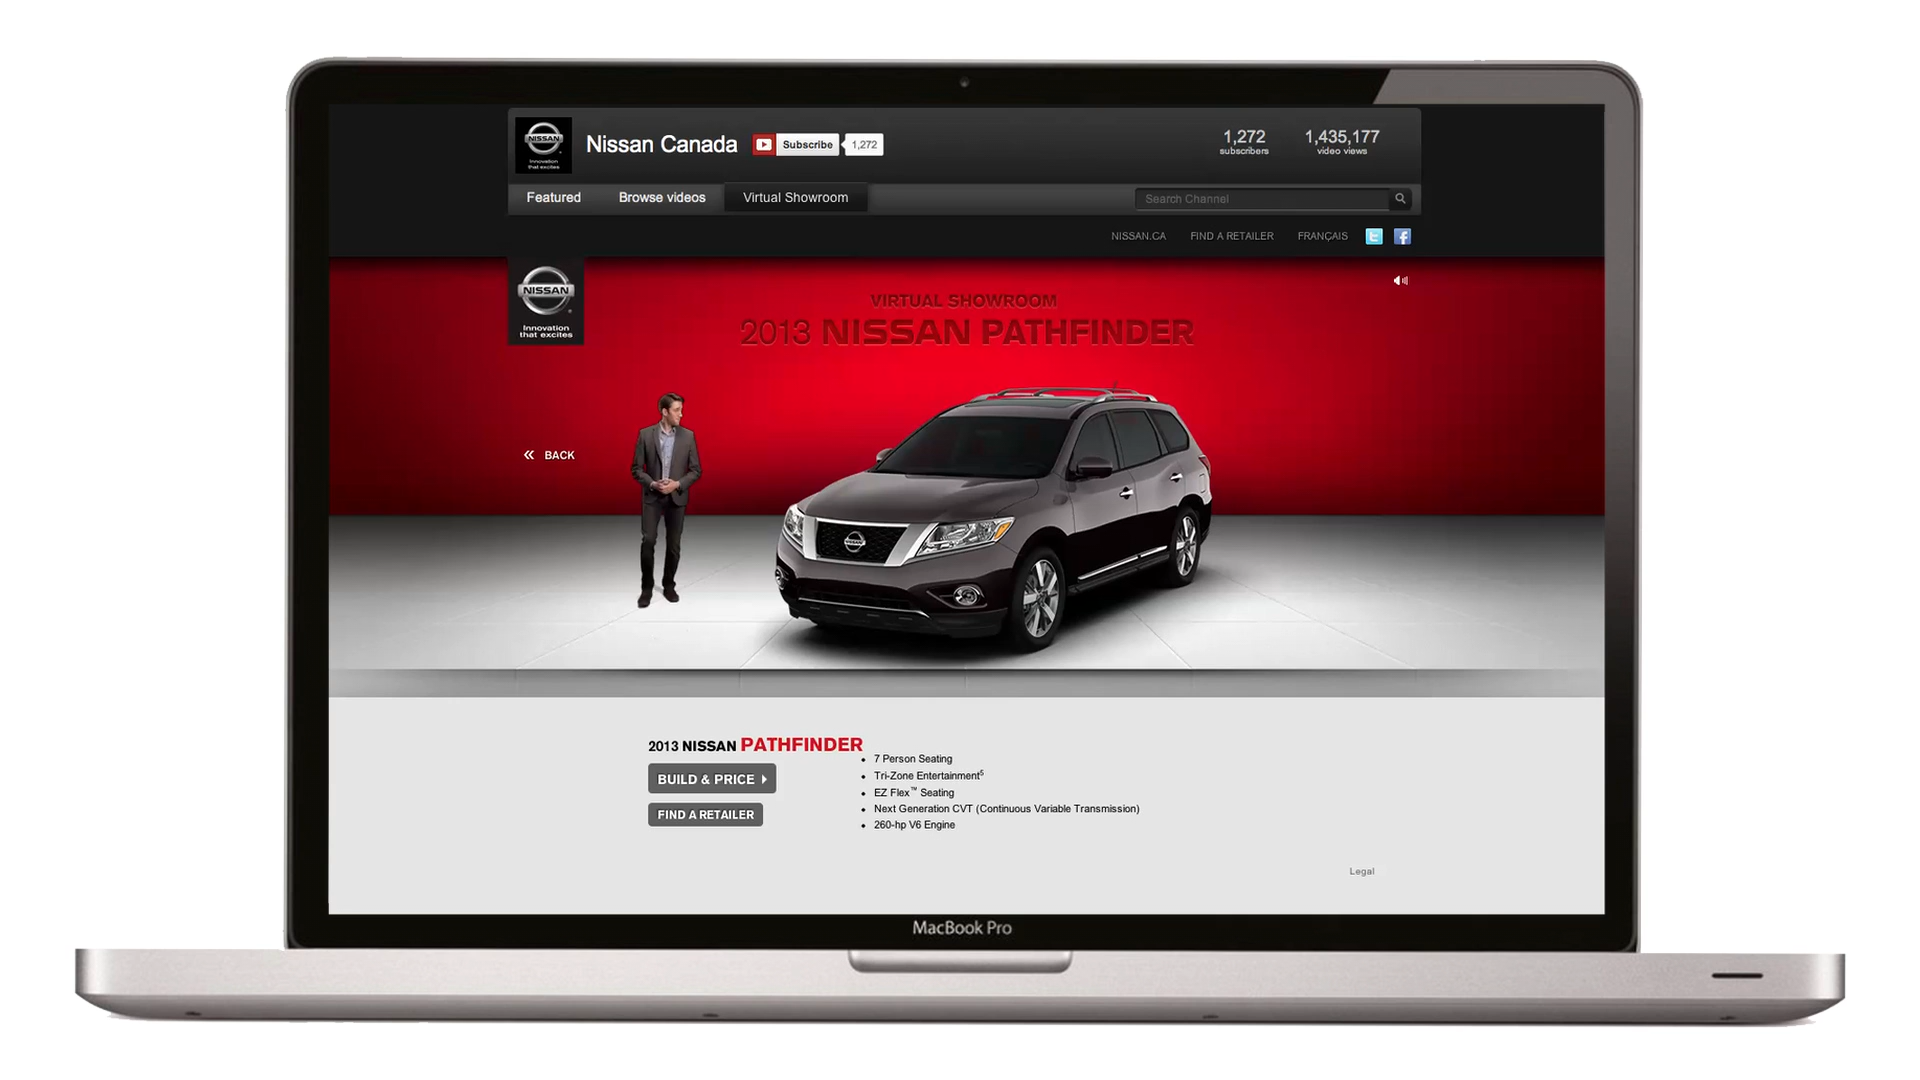 NISSAN
Innovation
that excites
Nissan Canada
Subscribe
1,272
1,272
subscribers
1,435,177
video views
Featured
Browse videos
Virtual Showroom
Search Channel
NISSAN.CA
FIND A RETAILER
FRANÇAIS
NISSAN
Innovation
that excites
VIRTUAL SHOWROOM
2013 NISSAN PATHFINDER
« BACK
NISSAN
2013 NISSAN PATHFINDER
BUILD & PRICE
FIND A RETAILER
• 7 Person Seating
• Tri-Zone Entertainment⁵
• EZ Flex™ Seating
• Next Generation CVT (Continuous Variable Transmission)
• 260-hp V6 Engine
Legal
MacBook Pro